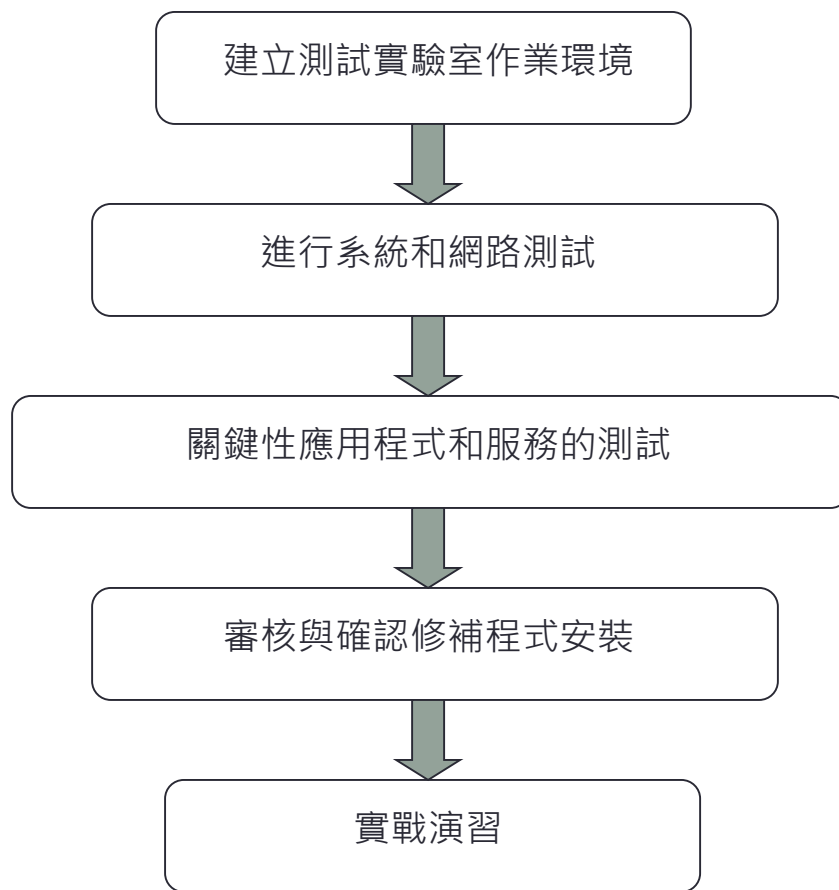 建立測試實驗室作業環境
進行系統和網路測試
關鍵性應用程式和服務的測試
審核與確認修補程式安裝
實戰演習